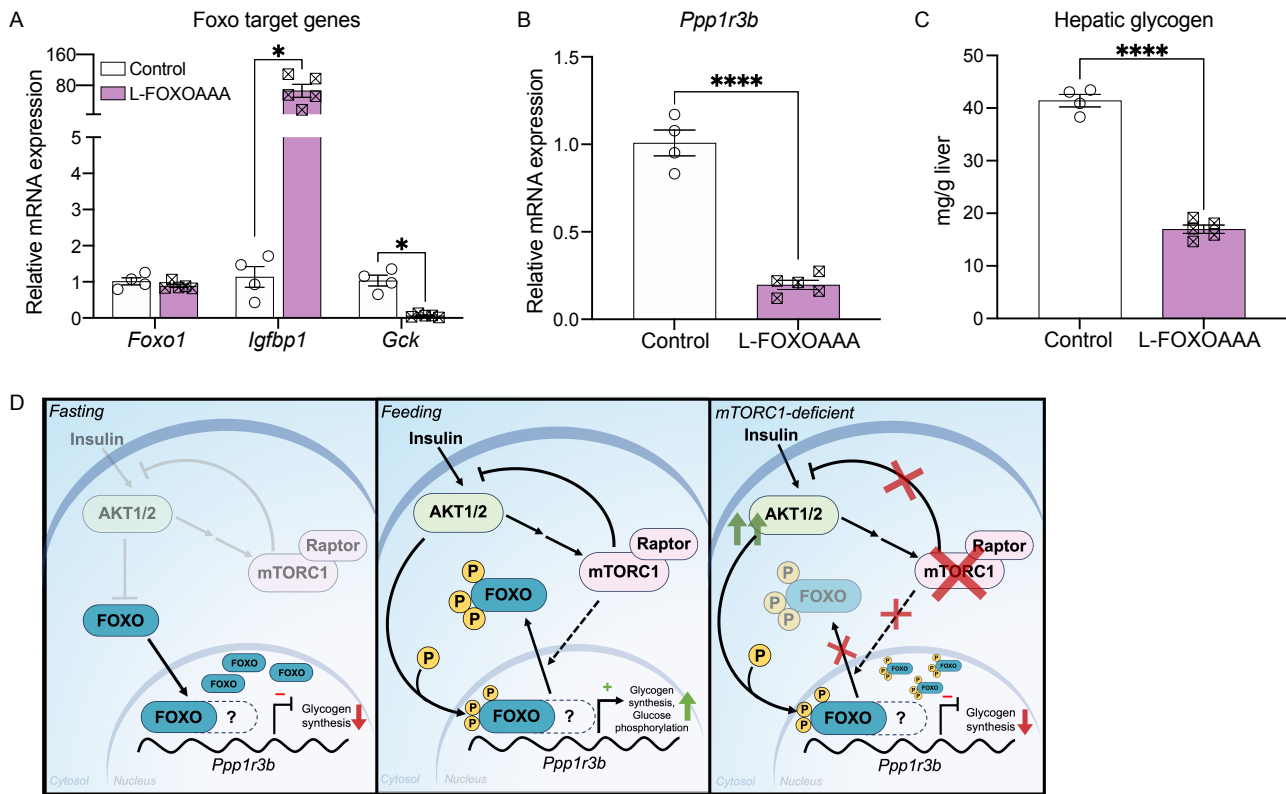 A
Foxo target genes
Relative mRNA expression
160
80
5
4
3
2
1
0
Control
L-FOXOAAA
*
*
Foxo1
Igfbp1
Gck
B
Ppp1r3b
Relative mRNA expression
1.5
1.0
0.5
0.0
****
Control
L-FOXOAAA
C
Hepatic glycogen
mg/g liver
60
40
20
0
****
Control
L-FOXOAAA
D
Fasting
Insulin
AKT1/2
Raptor
mTORC1
FOXO
FOXO
FOXO
FOXO
FOXO
?
−
Glycogen
synthesis
Ppp1r3b
Cytosol
Nucleus
Feeding
Insulin
AKT1/2
Raptor
mTORC1
P
P
P
FOXO
P
P
P
P
FOXO
?
+
Glycogen
synthesis,
Glucose
phosphorylation
Ppp1r3b
Cytosol
Nucleus
mTORC1-deficient
Insulin
AKT1/2
Raptor
mTORC1
P
P
P
FOXO
P
P
P
P
FOXO
P
P
P
FOXO
P
P
P
FOXO
P
P
P
FOXO
?
−
Glycogen
synthesis
Ppp1r3b
Cytosol
Nucleus